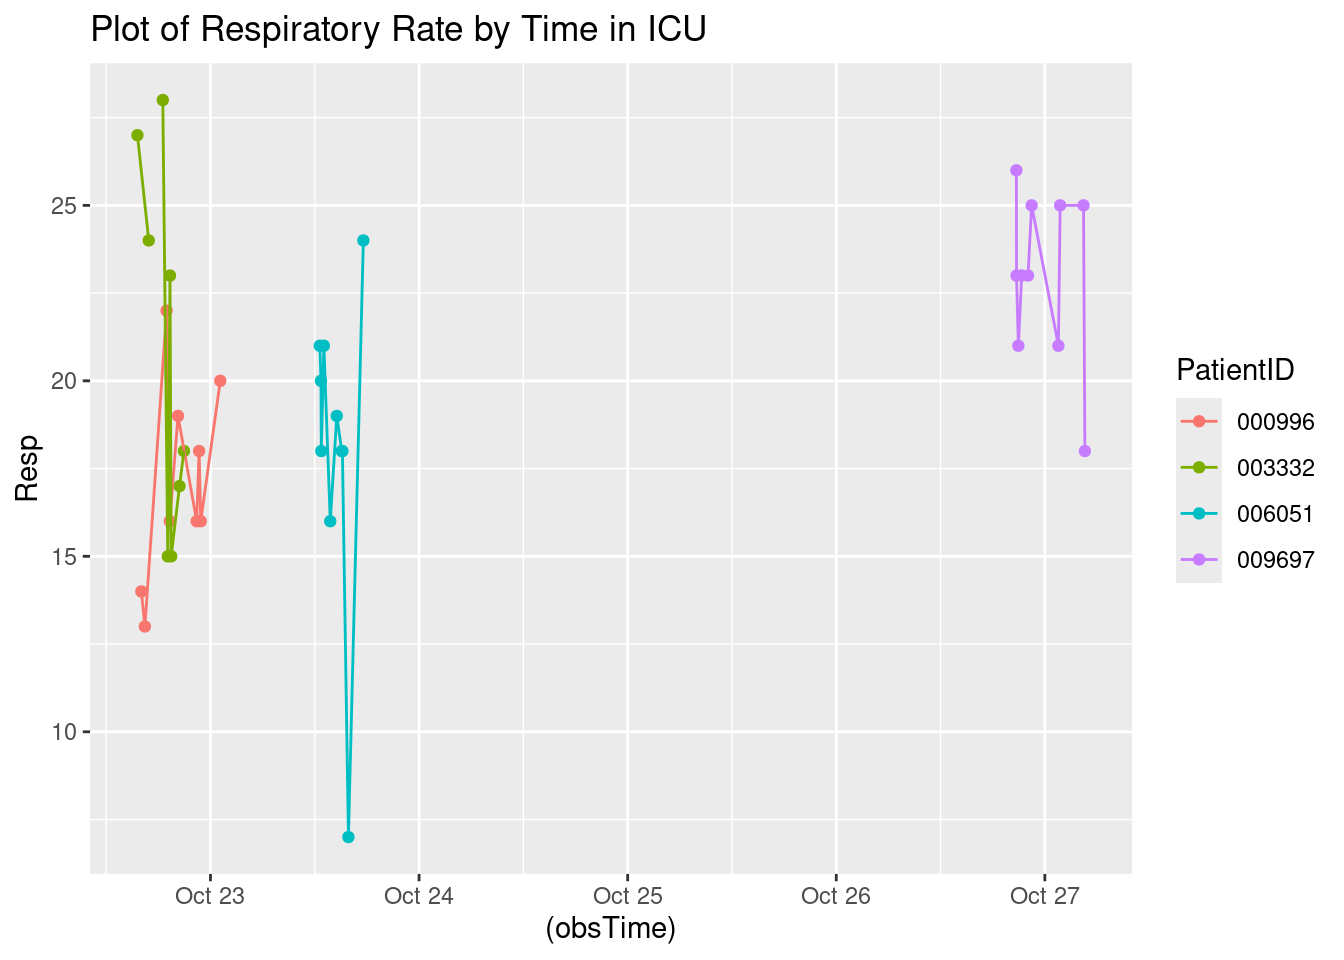 Plot of Respiratory Rate by Time in ICU
25
20
15
10
Resp
Oct 23
Oct 24
Oct 25
Oct 26
Oct 27
(obsTime)
PatientID
000996
003332
006051
009697